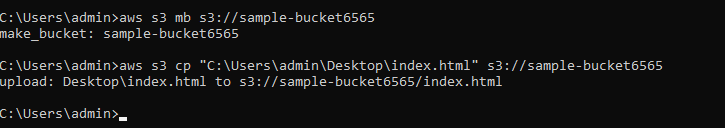 C:\Users\admin>aws s3 mb s3://sample-bucket6565
make_bucket: sample-bucket6565
C:\Users\admin>aws s3 cp "C:\Users\admin\Desktop\index.html" s3://sample-bucket6565
upload: Desktop\index.html to s3://sample-bucket6565/index.html
C:\Users\admin>